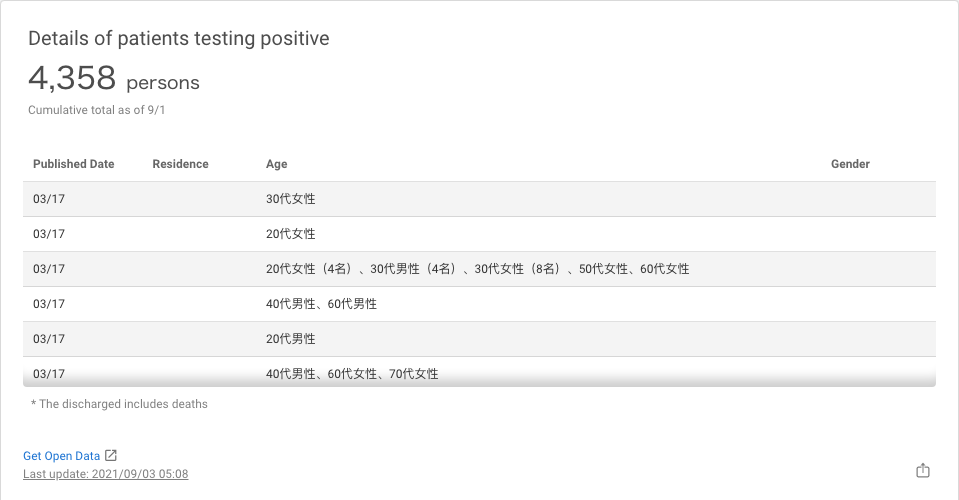 Details of patients testing positive
4,358 persons
Cumulative total as of 9/1
Published Date Residence Age Gender
03/17 30代女性
03/17 20代女性
03/17 20代女性（4名）、30代男性（4名）、30代女性（8名）、50代女性、60代女性
03/17 40代男性、60代男性
03/17 20代男性
03/17 40代男性、60代女性、70代女性
* The discharged includes deaths
Get Open Data
Last update: 2021/09/03 05:08